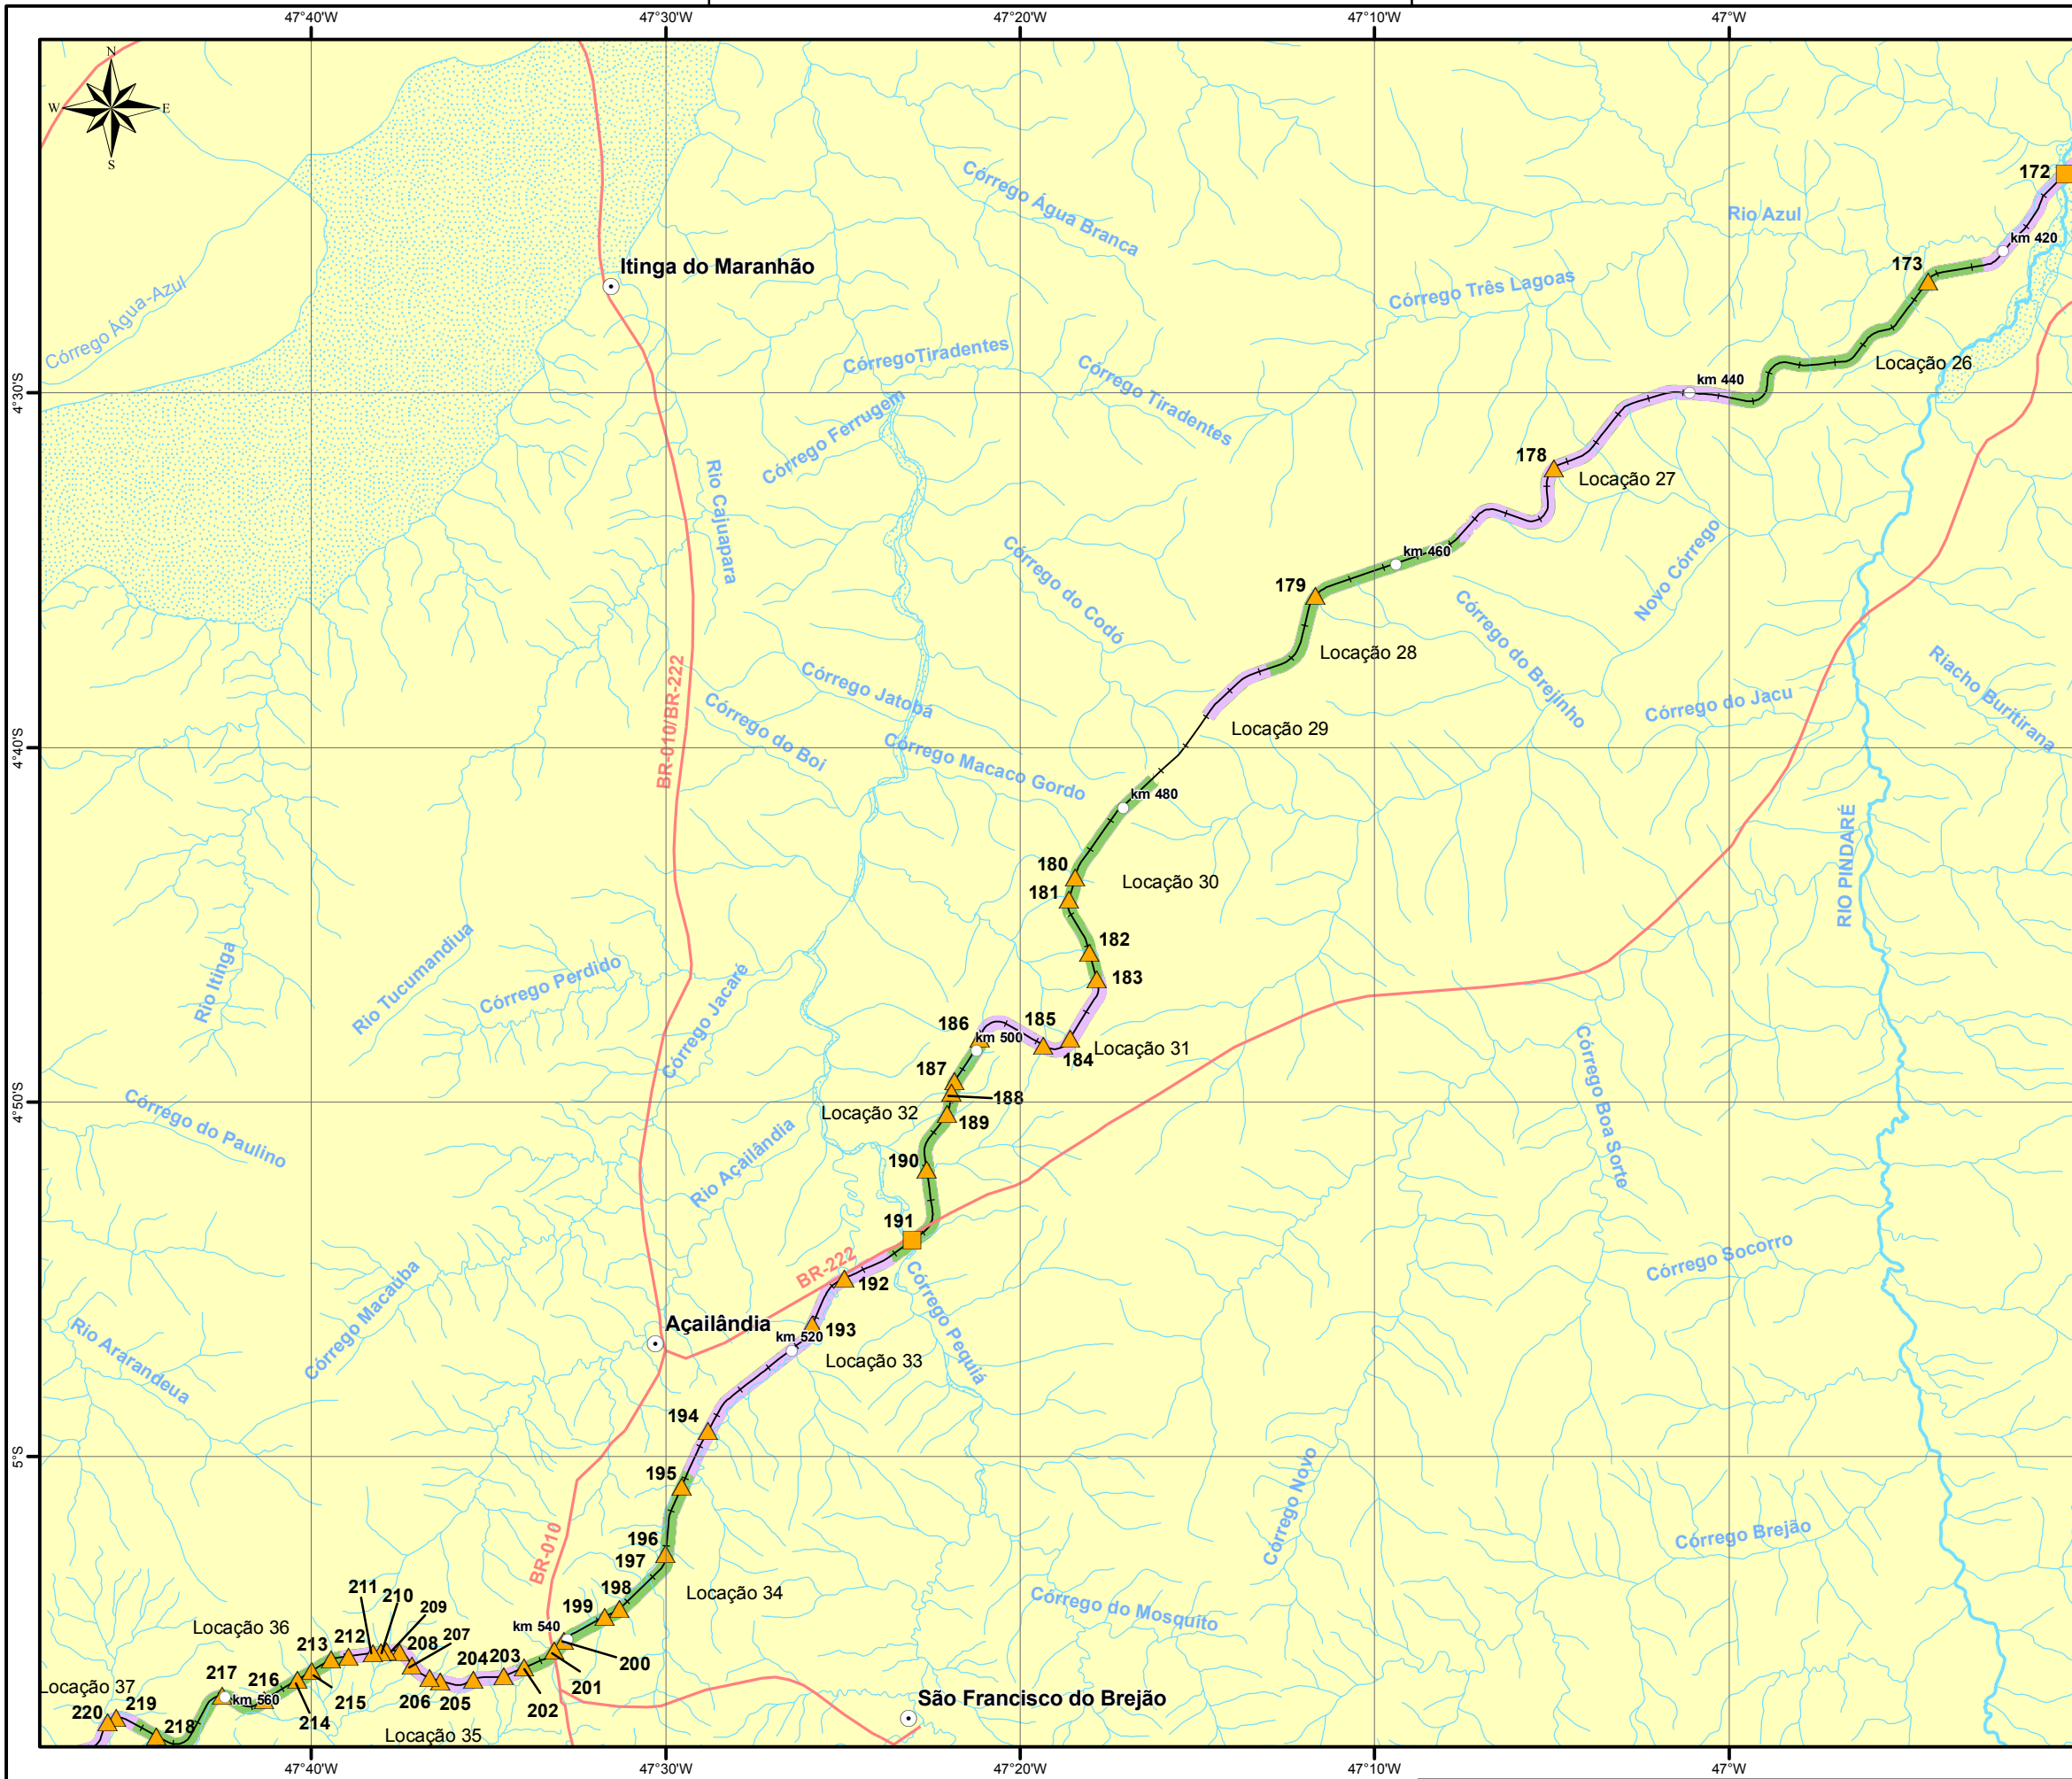 47°40'W
47°30'W
47°20'W
47°10'W
47°W
N
W
E
S
172
Córrego Água Branca
Rio Azul
km 420
173
Itinga do Maranhão
Córrego Água-Azul
Córrego Três Lagoas
CórregoTiradentes
Córrego Tiradentes
Locação 26
km 440
4°30'S
Córrego Ferrugem
178
Locação 27
Rio Cajuapara
Córrego do Codó
Novo Córrego
km 460
179
Córrego do Brejinho
Locação 28
Riacho Buritirana
BR-010/BR-222
Córrego Jatobá
Córrego do Boi
Córrego do Jacu
Locação 29
4°40'S
Córrego Macaco Gordo
km 480
RIO PINDARÉ
180
Locação 30
181
182
183
Rio Itinga
Rio Tucumandiua
Córrego Perdido
Córrego Jacaré
186
185
km 500
Locação 31
184
187
188
4°50'S
Locação 32
189
Córrego do Paulino
Rio Açailândia
Córrego Boa Sorte
190
191
BR-222
192
Córrego Pequiá
Córrego Socorro
Córrego Macaúba
Rio Ararandeua
Açailândia
193
km 520
Locação 33
194
5°S
195
Córrego Novo
Córrego Brejão
BR-010
196
197
198
Locação 34
Córrego do Mosquito
199
km 540
211
210
209
Locação 36
213
212
208
207
200
217
216
204
203
201
Locação 37
219
km 560
215
206
205
202
220
218
214
Locação 35
São Francisco do Brejão
47°40'W
47°30'W
47°20'W
47°10'W
47°W